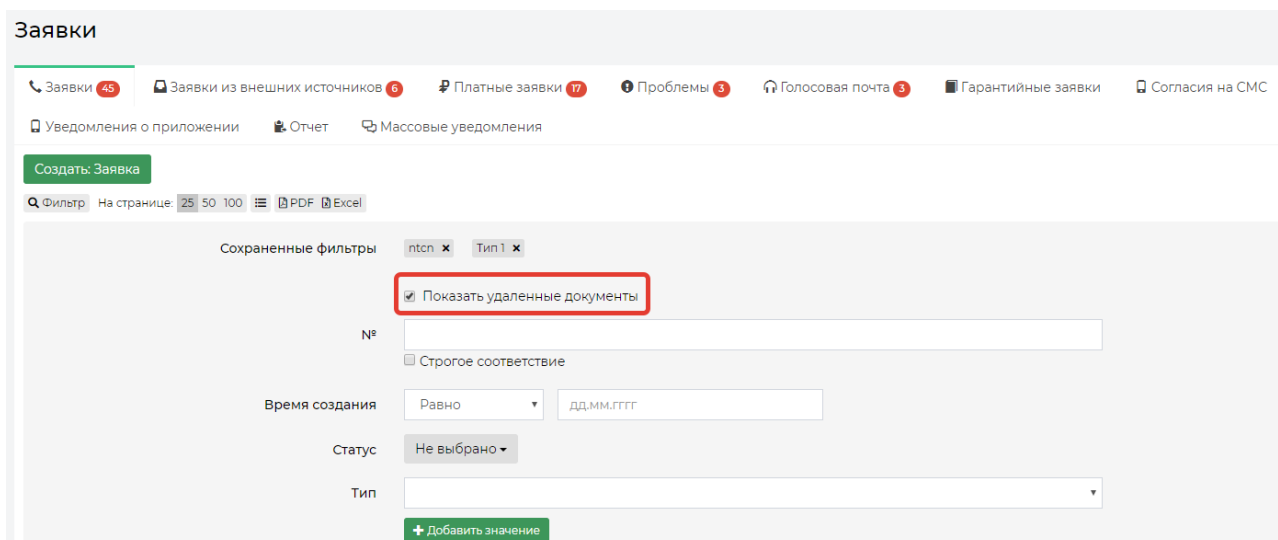 Заявки
Заявки 45 Заявки из внешних источников 6 Платные заявки 17 Проблемы 3 Голосовая почта 3 Гарантийные заявки Согласия на СМС
Уведомления о приложении Отчет Массовые уведомления
Создать: Заявка
Фильтр На странице: 25 50 100 PDF Excel
Сохраненные фильтры ntcn × Тип 1 ×
Показать удаленные документы
№
Строгое соответствие
Время создания Равно дд.мм.гггг
Статус Не выбрано
Тип
+ Добавить значение